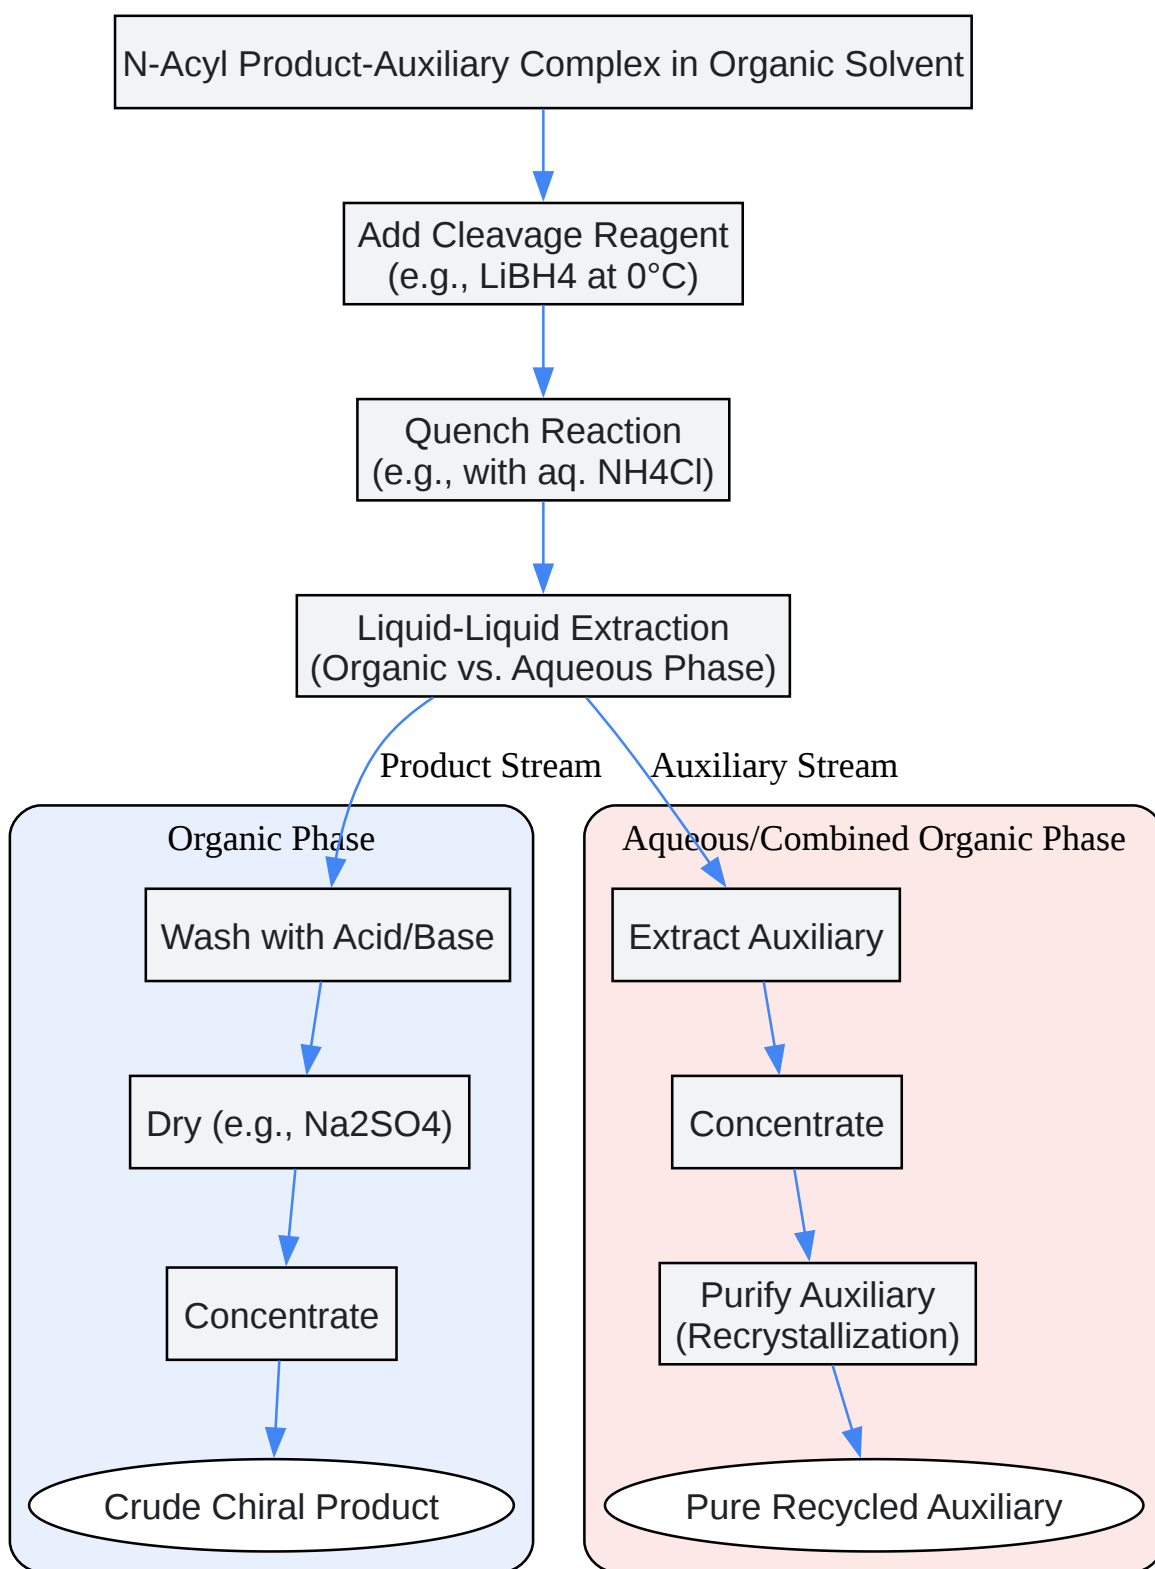 N-Acyl Product-Auxiliary Complex in Organic Solvent
Add Cleavage Reagent
(e.g., LiBH4 at 0°C)
Quench Reaction
(e.g., with aq. NH4Cl)
Liquid-Liquid Extraction
(Organic vs. Aqueous Phase)
Product Stream
Auxiliary Stream
Organic Phase
Wash with Acid/Base
Dry (e.g., Na2SO4)
Concentrate
Crude Chiral Product
Aqueous/Combined Organic Phase
Extract Auxiliary
Concentrate
Purify Auxiliary
(Recrystallization)
Pure Recycled Auxiliary